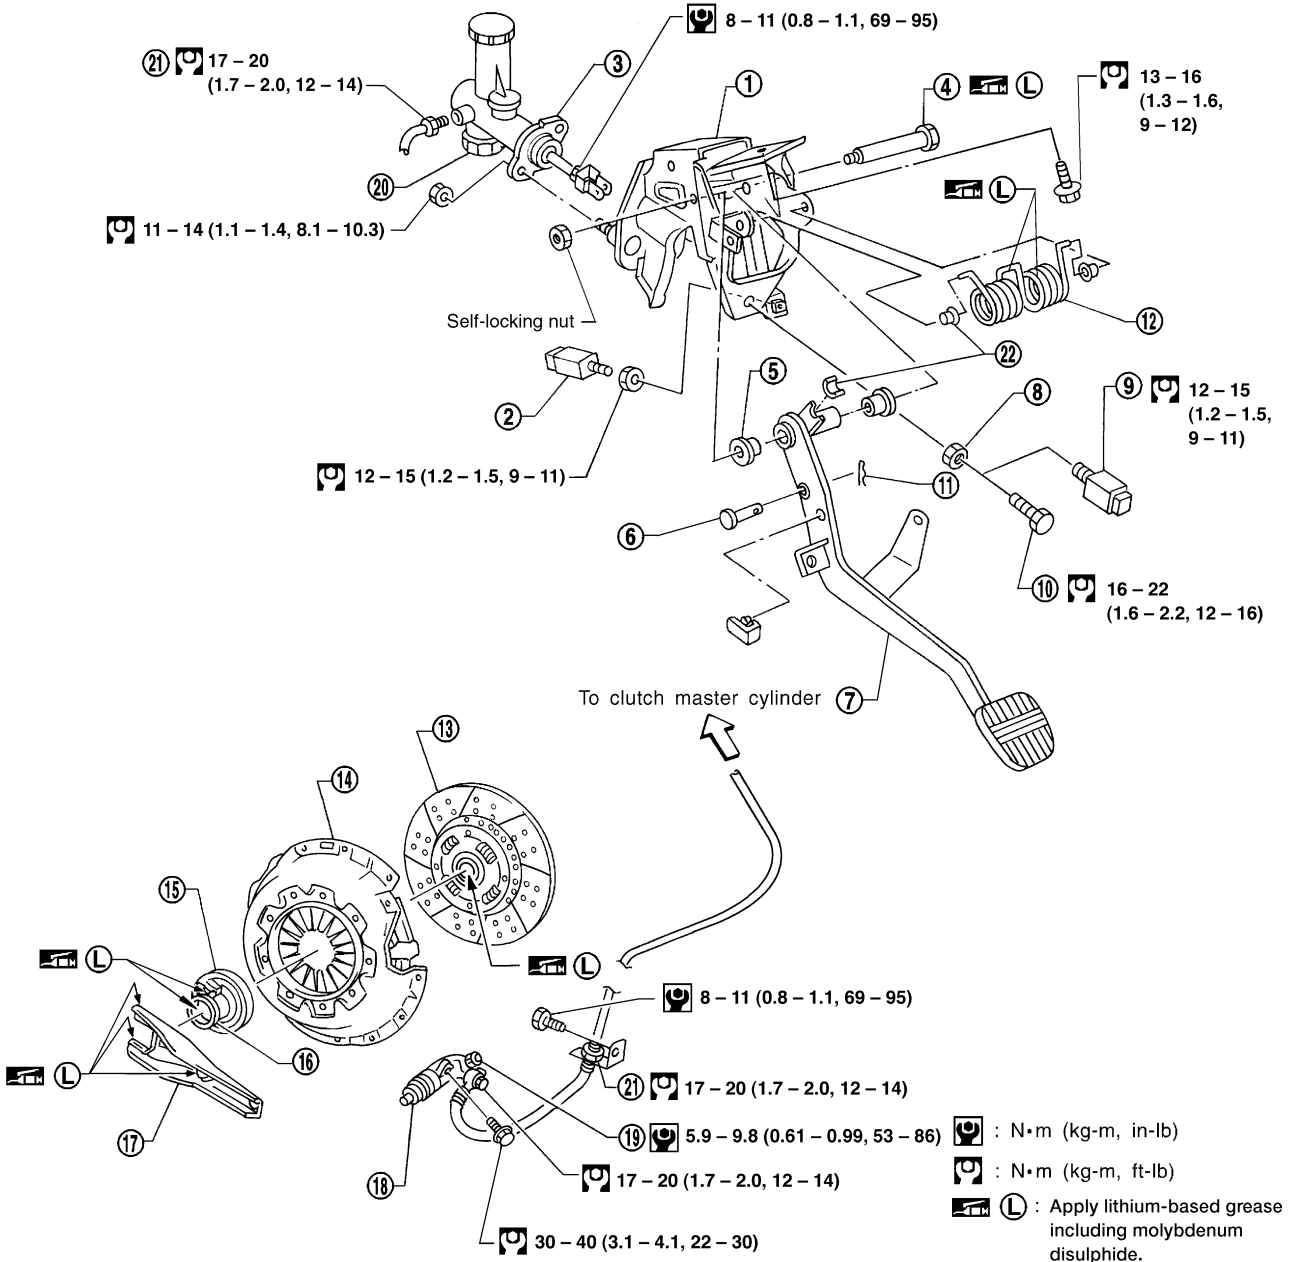 8 – 11 (0.8 – 1.1, 69 – 95)
21 17 – 20
(1.7 – 2.0, 12 – 14)
3
1
4 L
13 – 16
(1.3 – 1.6,
9 – 12)
20
L
11 – 14 (1.1 – 1.4, 8.1 – 10.3)
Self-locking nut
12
22
5
2
8
9 12 – 15
(1.2 – 1.5,
9 – 11)
12 – 15 (1.2 – 1.5, 9 – 11)
11
6
10 16 – 22
(1.6 – 2.2, 12 – 16)
To clutch master cylinder 7
13
14
15
L
L
8 – 11 (0.8 – 1.1, 69 – 95)
16
L
21 17 – 20 (1.7 – 2.0, 12 – 14)
17
19 5.9 – 9.8 (0.61 – 0.99, 53 – 86)
18
17 – 20 (1.7 – 2.0, 12 – 14)
30 – 40 (3.1 – 4.1, 22 – 30)
: N•m (kg-m, in-lb)
: N•m (kg-m, ft-lb)
L : Apply lithium-based grease
including molybdenum
disulphide.